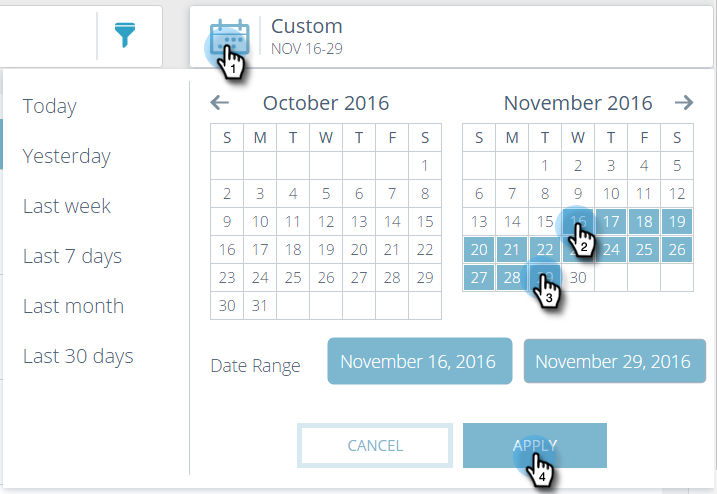 Custom
NOV 16-29
1
Today
Yesterday
Last week
Last 7 days
Last month
Last 30 days
October 2016
S M T W T F S
1
2 3 4 5 6 7 8
9 10 11 12 13 14 15
16 17 18 19 20 21 22
23 24 25 26 27 28 29
30 31
November 2016
S M T W T F S
1 2 3 4 5
6 7 8 9 10 11 12
13 14 15 16 17 18 19
2
20 21 22 23 24 25 26
27 28 29 30
3
Date Range
November 16, 2016
November 29, 2016
CANCEL
APPLY
4